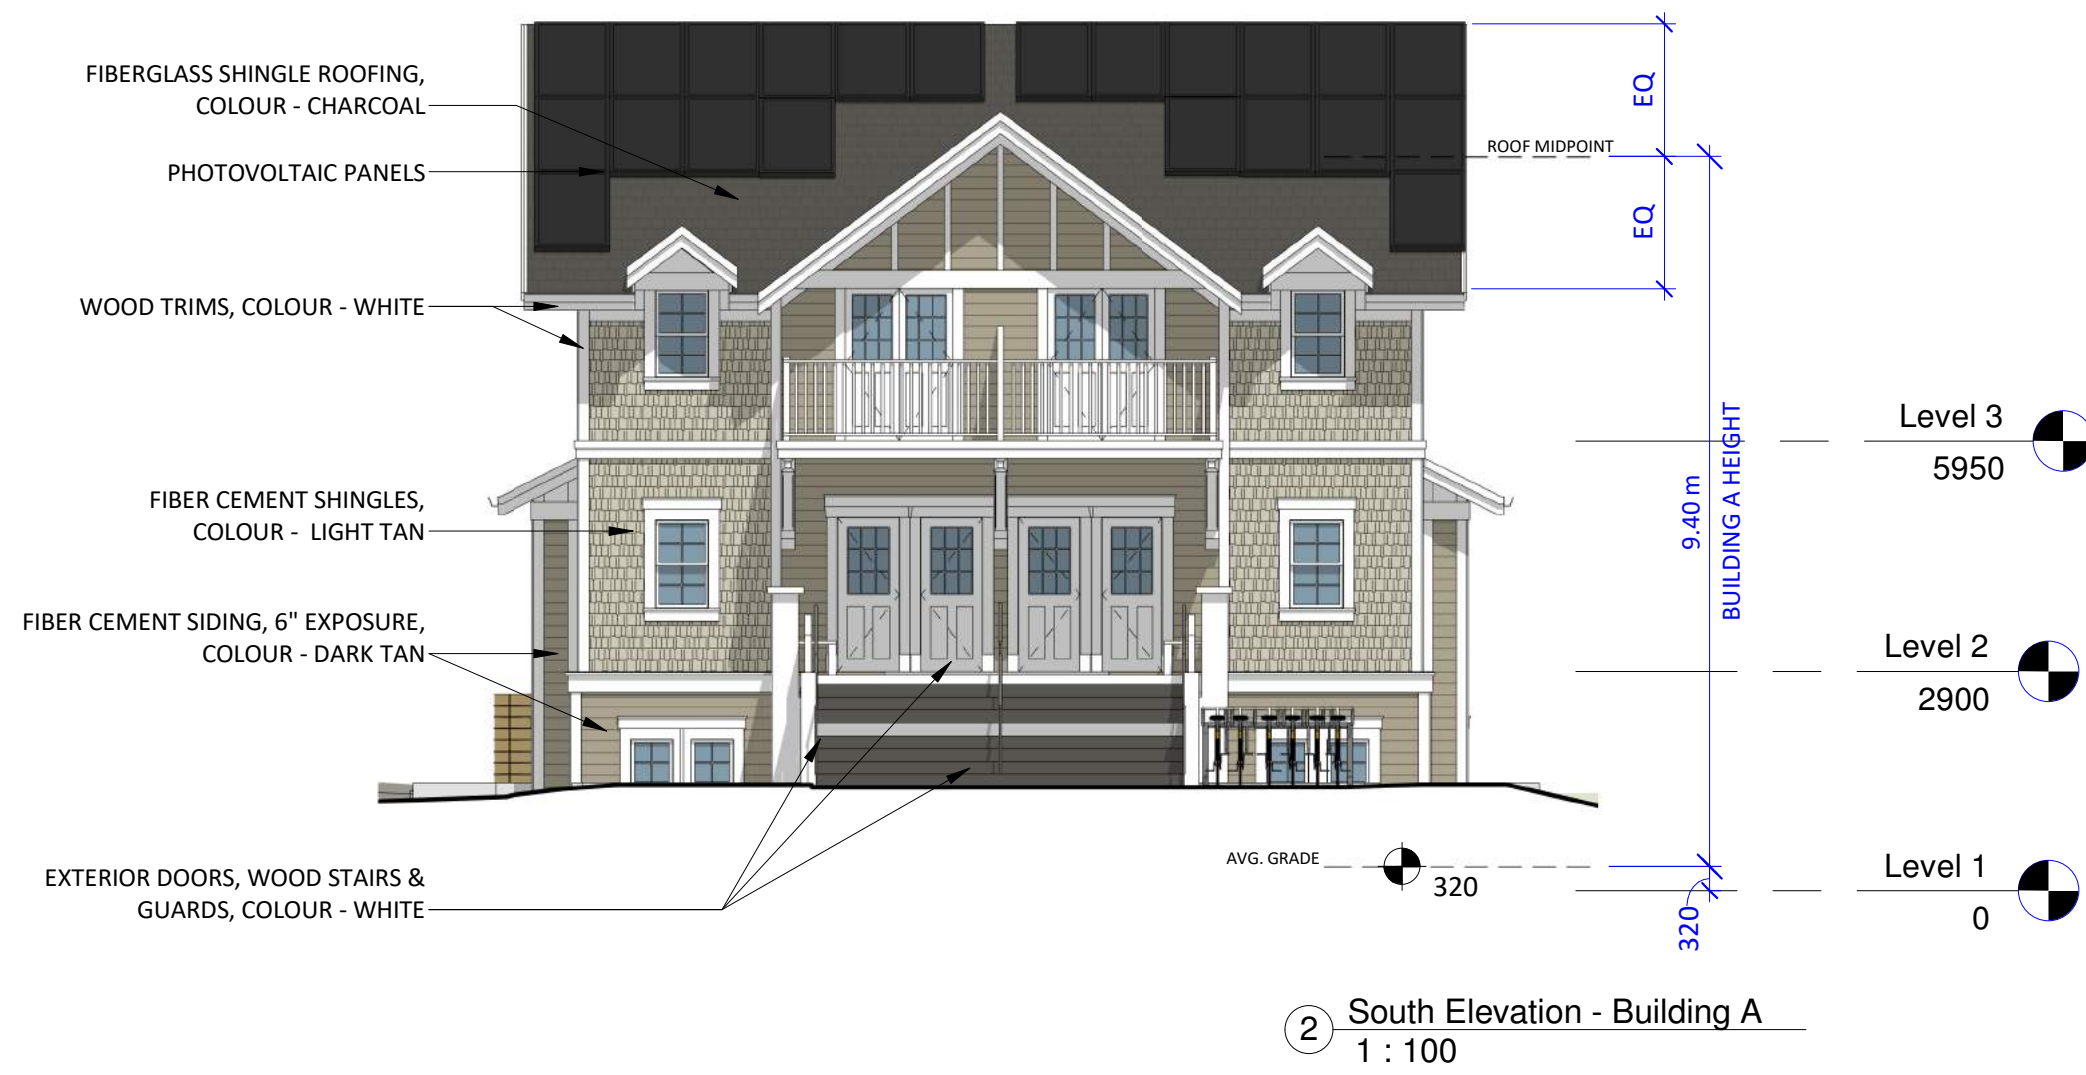 FIBERGLASS SHINGLE ROOFING,
COLOUR - CHARCOAL
PHOTOVOLTAIC PANELS
WOOD TRIMS, COLOUR - WHITE
FIBER CEMENT SHINGLES,
COLOUR - LIGHT TAN
FIBER CEMENT SIDING, 6" EXPOSURE,
COLOUR - DARK TAN
EXTERIOR DOORS, WOOD STAIRS &
GUARDS, COLOUR - WHITE
EQ
ROOF MIDPOINT
EQ
9.40 m
BUILDING A HEIGHT
Level 3
5950
Level 2
2900
AVG. GRADE
320
Level 1
0
320
2
South Elevation - Building A
1 : 100